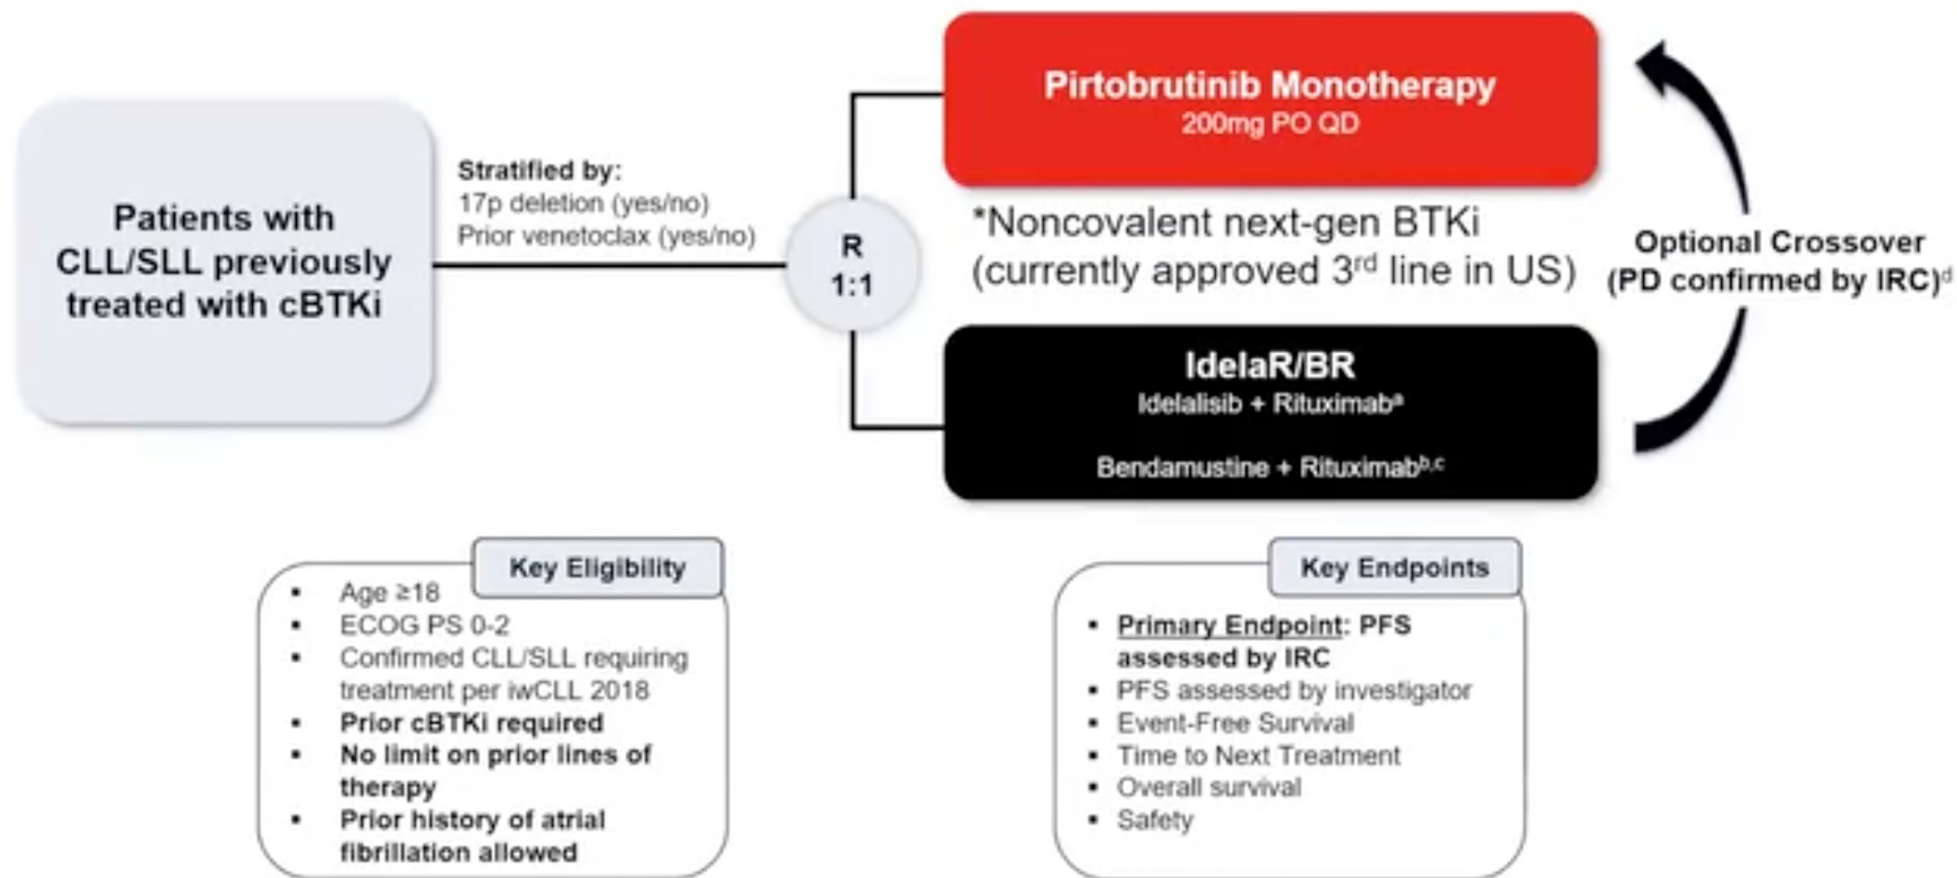 Patients with
CLL/SLL previously
treated with cBTKi
Stratified by:
17p deletion (yes/no)
Prior venetoclax (yes/no)
R
1:1
Pirtobrutinib Monotherapy
200mg PO QD
*Noncovalent next-gen BTKi
(currently approved 3rd line in US)
IdelaR/BR
Idelalisib + Rituximabᵃ
Bendamustine + Rituximabᵇ,ᶜ
Optional Crossover
(PD confirmed by IRC)ᵈ
Key Eligibility
▪ Age ≥18
▪ ECOG PS 0-2
▪ Confirmed CLL/SLL requiring
treatment per iwCLL 2018
▪ Prior cBTKi required
▪ No limit on prior lines of
therapy
▪ Prior history of atrial
fibrillation allowed
Key Endpoints
▪ Primary Endpoint: PFS
assessed by IRC
▪ PFS assessed by investigator
▪ Event-Free Survival
▪ Time to Next Treatment
▪ Overall survival
▪ Safety